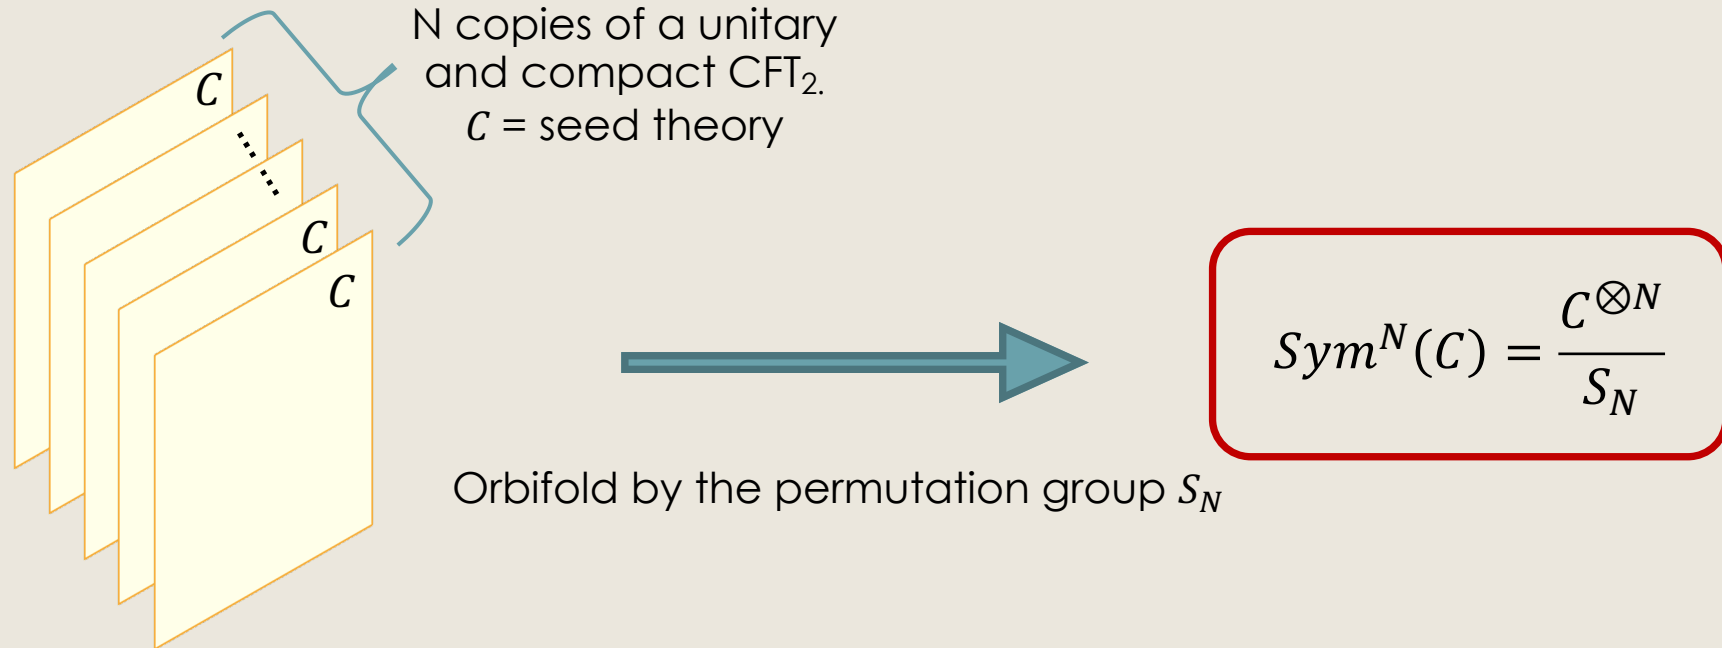 N copies of a unitary
and compact CFT₂.
C = seed theory
C
C
C
Sym^N(C) = C^{⊗N} / S_N
Orbifold by the permutation group S_N